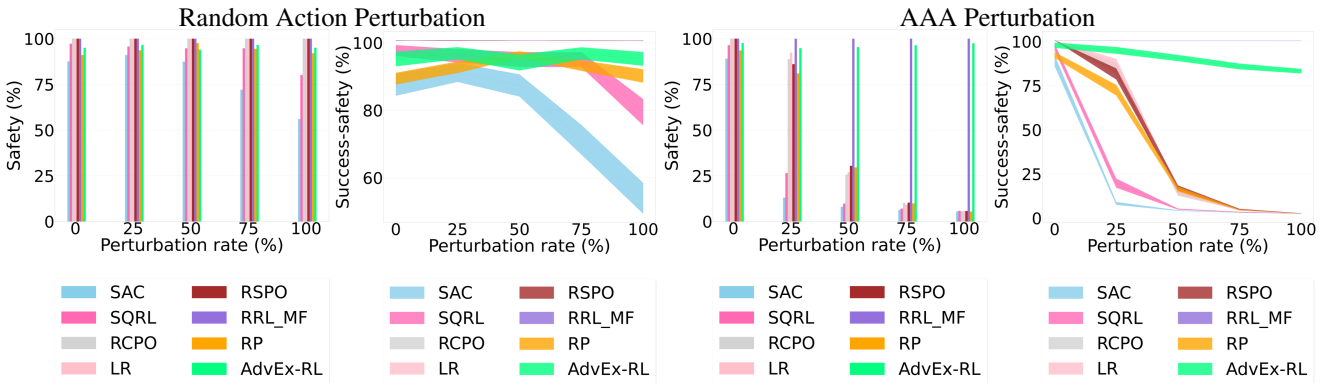 Random Action Perturbation
AAA Perturbation
Safety (%)
100
75
50
25
0
0 25 50 75 100
Perturbation rate (%)
Success-safety (%)
100
80
60
0 25 50 75 100
Perturbation rate (%)
Safety (%)
100
75
50
25
0
0 25 50 75 100
Perturbation rate (%)
Success-safety (%)
100
75
50
25
0
0 25 50 75 100
Perturbation rate (%)
SAC RSPO
SQRL RRL_MF
RCPO RP
LR AdvEx-RL
SAC RSPO
SQRL RRL_MF
RCPO RP
LR AdvEx-RL
SAC RSPO
SQRL RRL_MF
RCPO RP
LR AdvEx-RL
SAC RSPO
SQRL RRL_MF
RCPO RP
LR AdvEx-RL